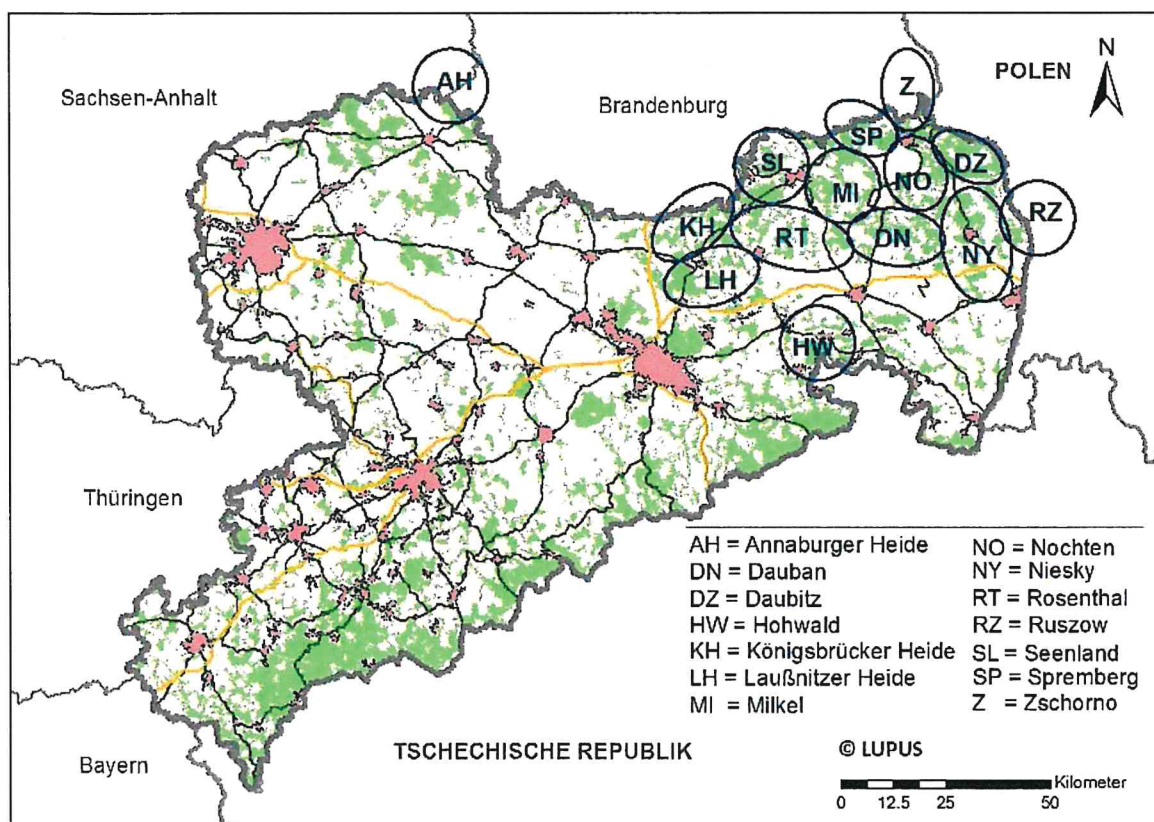 Sachsen-Anhalt
AH
Brandenburg
Z
POLEN
N
SP
SL
MI
NO
DZ
KH
RT
DN
NY
RZ
LH
HW
Thüringen
Bayern
TSCHECHISCHE REPUBLIK
AH = Annaburger Heide
DN = Dauban
DZ = Daubitz
HW = Hohwald
KH = Königsbrücker Heide
LH = Laußnitzer Heide
MI = Milkel
NO = Nochten
NY = Niesky
RT = Rosenthal
RZ = Ruszow
SL = Seenland
SP = Spremberg
Z = Zschorno
© LUPUS
Kilometer
0 12.5 25 50